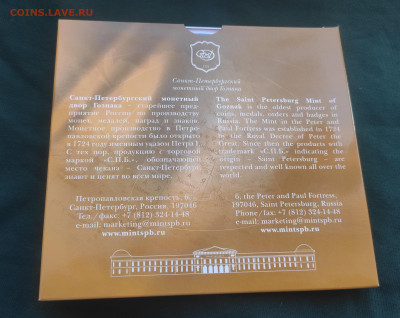 COINS.LAVE.RU
Санкт-Петербургский
монетный двор Гознака
Санкт-Петербургский монетный
двор Гознака – старейшее пред-
приятие России по производству
монет, медалей, наград и знаков.
Монетное производство в Петро-
павловской крепости было открыто
в 1724 году именным указом Петра I.
С тех пор, продукцию с торговой
маркой «С.П.Б.», обозначающей
место чекана – Санкт-Петербург,
знают и ценят во всем мире.
The Saint Petersburg Mint of
Goznak is the oldest producer of
coins, medals, orders and badges in
Russia. The Mint in the Peter and
Paul Fortress was established in 1724
by the Royal Decree of Peter the
Great. Since then the products with
trademark «С.П.Б.» indicating the
origin – Saint Petersburg – are
respected and well known all over the
world.
Петропавловская крепость, 6,
Санкт-Петербург, Россия, 197046
Тел./факс: +7 (812) 324-14-48
e-mail: marketing@mintspb.ru
www.mintspb.ru
6, the Peter and Paul Fortress,
197046, Saint Petersburg, Russia
Phone/fax: +7 (812) 324-14-48
e-mail: marketing@mintspb.ru
www.mintspb.ru